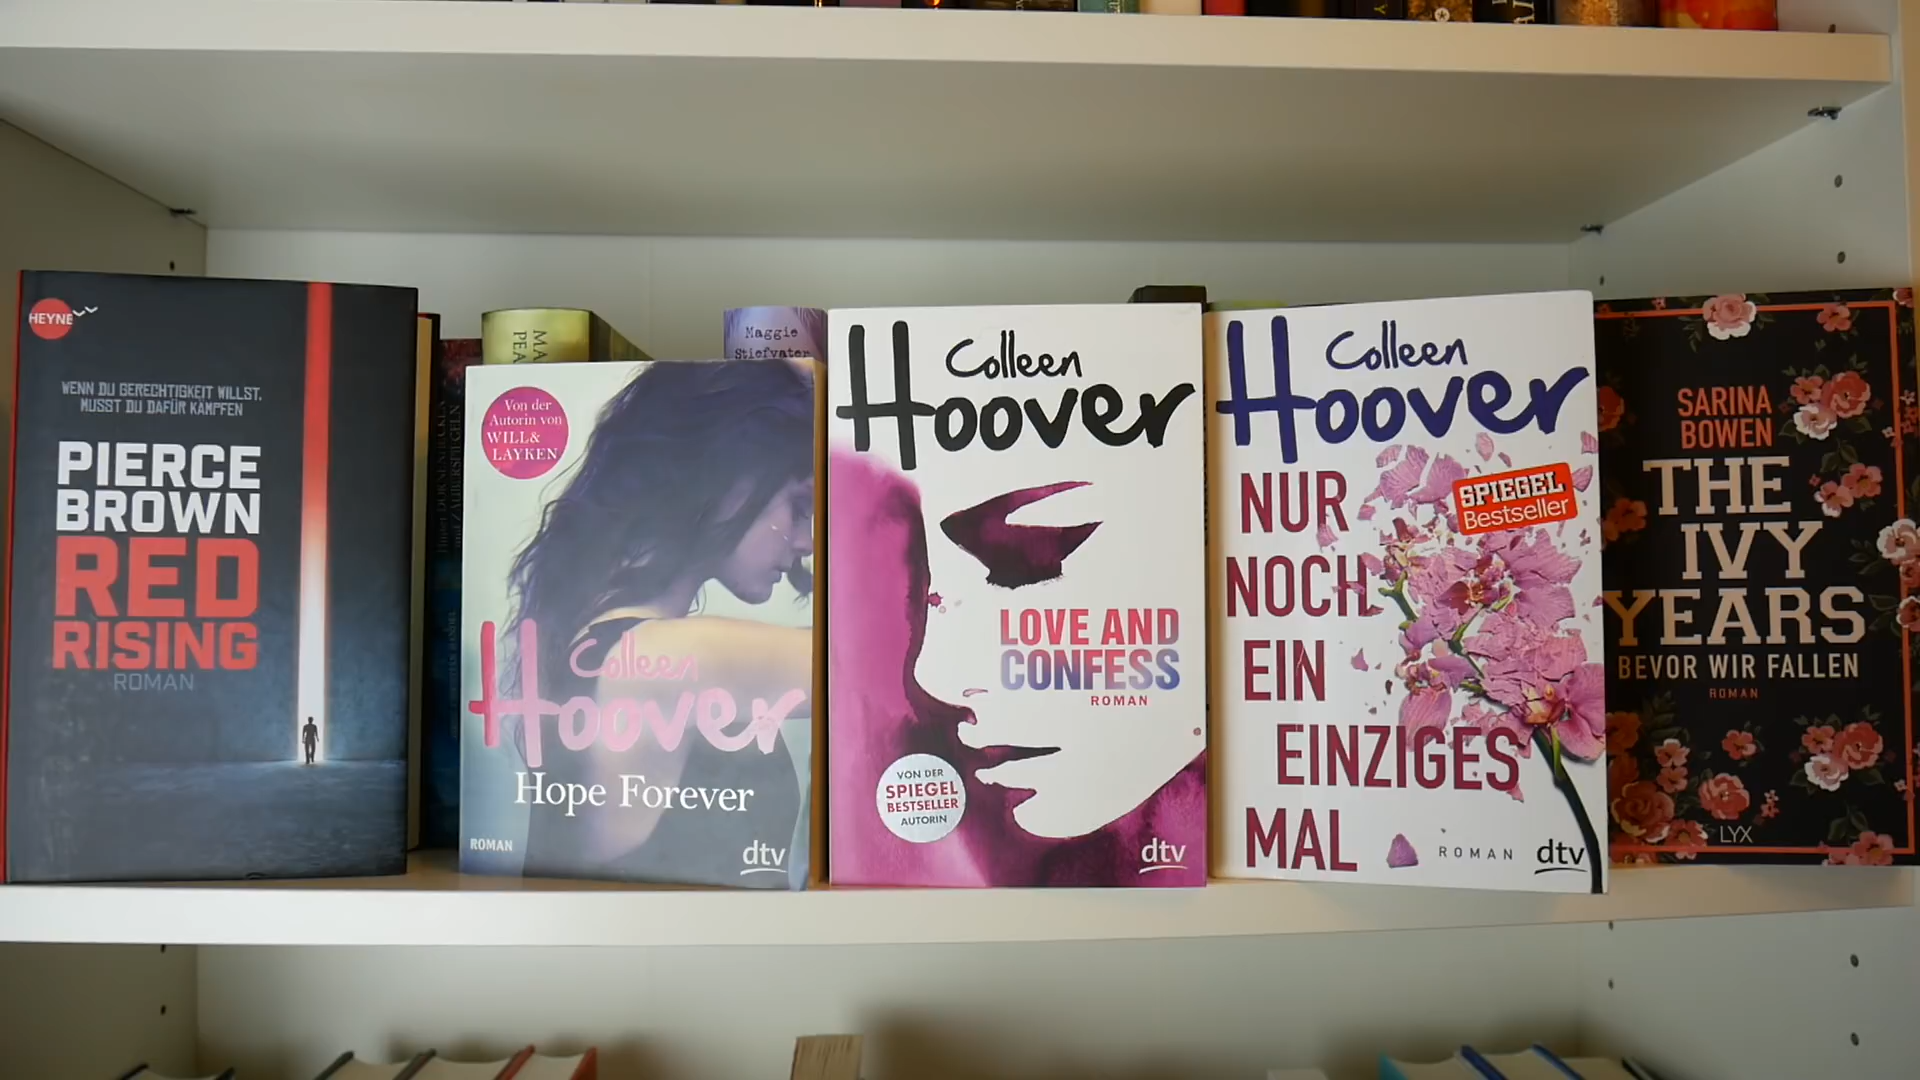 HEYNE
WENN DU GERECHTIGKEIT WILLST,
MUSST DU DAFÜR KÄMPFEN
PIERCE
BROWN
RED
RISING
ROMAN
MA
PEA
Von der
Autorin von
WILL &
LAYKEN
Colleen
Hoover
Hope Forever
ROMAN
dtv
Maggie
Stiefvater
Colleen
Hoover
LOVE AND
CONFESS
ROMAN
VON DER
SPIEGEL
BESTSELLER
AUTORIN
dtv
Colleen
Hoover
NUR
NOCH
EIN
EINZIGES
MAL
SPIEGEL
Bestseller
ROMAN
dtv
SARINA
BOWEN
THE
IVY
YEARS
BEVOR WIR FALLEN
ROMAN
LYX